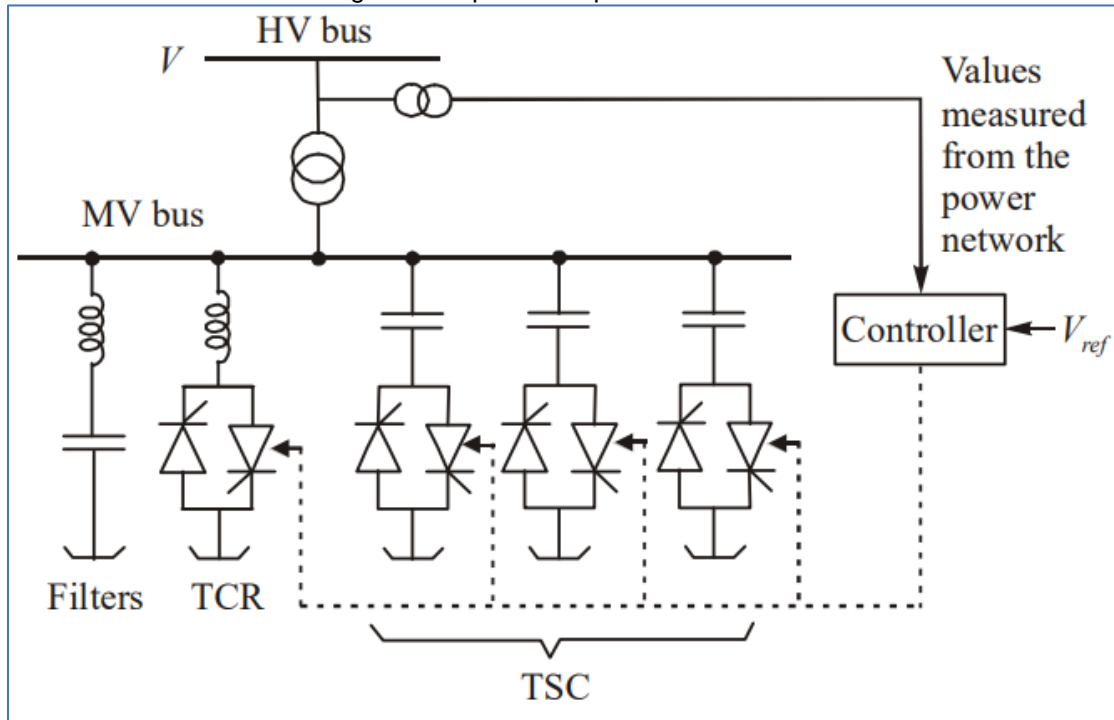 HV bus
V
Values
measured
from the
power
network
MV bus
Controller
V_ref
Filters
TCR
TSC